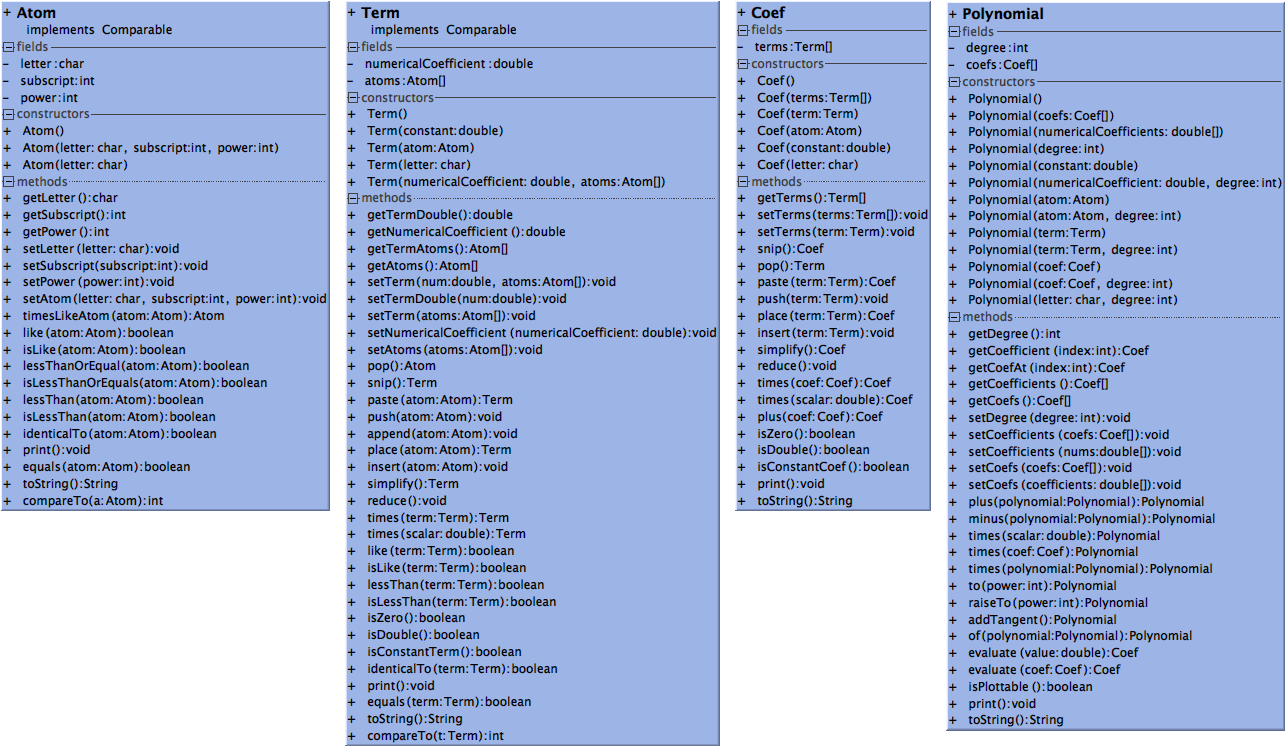 + Atom
implements Comparable
fields
- letter:char
- subscript:int
- power:int
constructors
+ Atom()
+ Atom(letter: char, subscript:int, power:int)
+ Atom(letter: char)
methods
+ getLetter ():char
+ getSubscript():int
+ getPower ():int
+ setLetter (letter: char):void
+ setSubscript(subscript:int):void
+ setPower (power:int):void
+ setAtom(letter: char, subscript:int, power:int):void
+ timesLikeAtom (atom:Atom):Atom
+ like(atom:Atom):boolean
+ isLike(atom:Atom):boolean
+ lessThanOrEqual(atom:Atom):boolean
+ isLessThanOrEquals(atom:Atom):boolean
+ lessThan(atom:Atom):boolean
+ isLessThan(atom:Atom):boolean
+ identicalTo(atom:Atom):boolean
+ print():void
+ equals(atom:Atom):boolean
+ toString():String
+ compareTo(a:Atom):int
+ Term
implements Comparable
fields
- numericalCoefficient :double
- atoms:Atom[]
constructors
+ Term()
+ Term(constant:double)
+ Term(atom:Atom)
+ Term(letter: char)
+ Term(numericalCoefficient: double, atoms:Atom[])
methods
+ getTermDouble():double
+ getNumericalCoefficient ():double
+ getTermAtoms():Atom[]
+ getAtoms():Atom[]
+ setTerm(num:double, atoms:Atom[]):void
+ setTermDouble(num:double):void
+ setTerm(atoms:Atom[]):void
+ setNumericalCoefficient (numericalCoefficient: double):void
+ setAtoms(atoms:Atom[]):void
+ pop():Atom
+ snip():Term
+ paste(atom:Atom):Term
+ push(atom:Atom):void
+ append(atom:Atom):void
+ place(atom:Atom):Term
+ insert(atom:Atom):void
+ simplify():Term
+ reduce():void
+ times(term:Term):Term
+ times(scalar: double):Term
+ like(term:Term):boolean
+ isLike(term:Term):boolean
+ lessThan(term:Term):boolean
+ isLessThan(term:Term):boolean
+ isZero():boolean
+ isDouble():boolean
+ isConstantTerm():boolean
+ identicalTo(term:Term):boolean
+ print():void
+ equals(term:Term):boolean
+ toString():String
+ compareTo(t:Term):int
+ Coef
fields
- terms:Term[]
constructors
+ Coef()
+ Coef(terms:Term[])
+ Coef(term:Term)
+ Coef(atom:Atom)
+ Coef(constant:double)
+ Coef(letter: char)
methods
+ getTerms():Term[]
+ setTerms(terms:Term[]):void
+ setTerms(term:Term):void
+ snip():Coef
+ pop():Term
+ paste(term:Term):Coef
+ push(term:Term):void
+ place(term:Term):Coef
+ insert(term:Term):void
+ simplify():Coef
+ reduce():void
+ times(coef:Coef):Coef
+ times(scalar: double):Coef
+ plus(coef:Coef):Coef
+ isZero():boolean
+ isDouble():boolean
+ isConstantCoef():boolean
+ print():void
+ toString():String
+ Polynomial
fields
- degree:int
- coefs:Coef[]
constructors
+ Polynomial()
+ Polynomial(coefs:Coef[])
+ Polynomial(numericalCoefficients: double[])
+ Polynomial(degree:int)
+ Polynomial(constant:double)
+ Polynomial(numericalCoefficient: double, degree:int)
+ Polynomial(atom:Atom)
+ Polynomial(atom:Atom, degree:int)
+ Polynomial(term:Term)
+ Polynomial(term:Term, degree:int)
+ Polynomial(coef:Coef)
+ Polynomial(coef:Coef, degree:int)
+ Polynomial(letter: char, degree:int)
methods
+ getDegree():int
+ getCoefficient (index:int):Coef
+ getCoefAt (index:int):Coef
+ getCoefficients ():Coef[]
+ getCoefs():Coef[]
+ setDegree (degree:int):void
+ setCoefficients (coefs:Coef[]):void
+ setCoefficients (nums:double[]):void
+ setCoefs (coefs:Coef[]):void
+ setCoefs (coefficients: double[]):void
+ plus(polynomial:Polynomial):Polynomial
+ minus(polynomial:Polynomial):Polynomial
+ times(scalar: double):Polynomial
+ times(coef:Coef):Polynomial
+ times(polynomial:Polynomial):Polynomial
+ to(power:int):Polynomial
+ raiseTo(power:int):Polynomial
+ addTangent():Polynomial
+ of(polynomial:Polynomial):Polynomial
+ evaluate (value:double):Coef
+ evaluate (coef:Coef):Coef
+ isPlottable ():boolean
+ print():void
+ toString():String